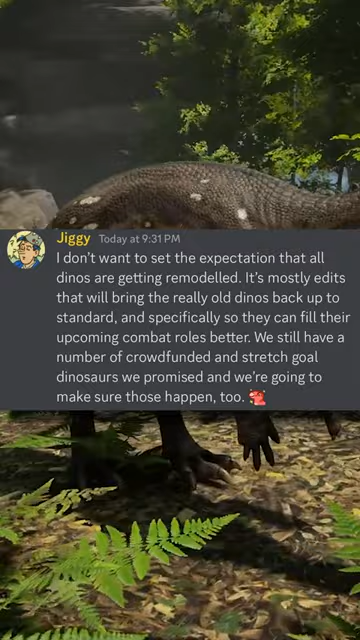 Jiggy Today at 9:31 PM
I don't want to set the expectation that all
dinos are getting remodelled. It's mostly edits
that will bring the really old dinos back up to
standard, and specifically so they can fill their
upcoming combat roles better. We still have a
number of crowdfunded and stretch goal
dinosaurs we promised and we're going to
make sure those happen, too.